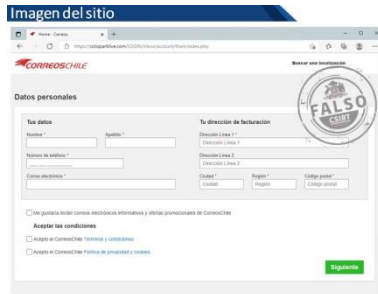 Imagen del sitio
Home - Correos
CORREOSCHILE
Buscar una localización
Datos personales
FALSO
CSIRT
Tus datos
Tu dirección de facturación
Nombre *
Apellido *
Dirección Línea 1 *
Dirección Línea 1
Número de teléfono *
Dirección Línea 2
Dirección Línea 2
Correo electrónico *
Ciudad *
Región *
Código postal *
Ciudad
Región
Código postal
Me gustaría recibir correos electrónicos informativos y ofertas promocionales de CorreosChile
Aceptar las condiciones
Acepto el CorreosChile Términos y condiciones
Acepto el CorreosChile Política de privacidad y cookies
Siguiente